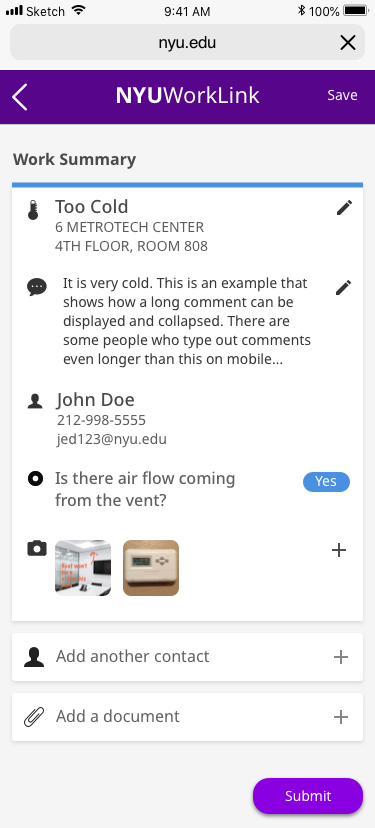 Sketch 9:41 AM 100%
nyu.edu
NYUWorkLink Save
Work Summary
Too Cold
6 METROTECH CENTER
4TH FLOOR, ROOM 808
It is very cold. This is an example that
shows how a long comment can be
displayed and collapsed. There are
some people who type out comments
even longer than this on mobile...
John Doe
212-998-5555
jed123@nyu.edu
Is there air flow coming Yes
from the vent?
Add another contact
Add a document
Submit